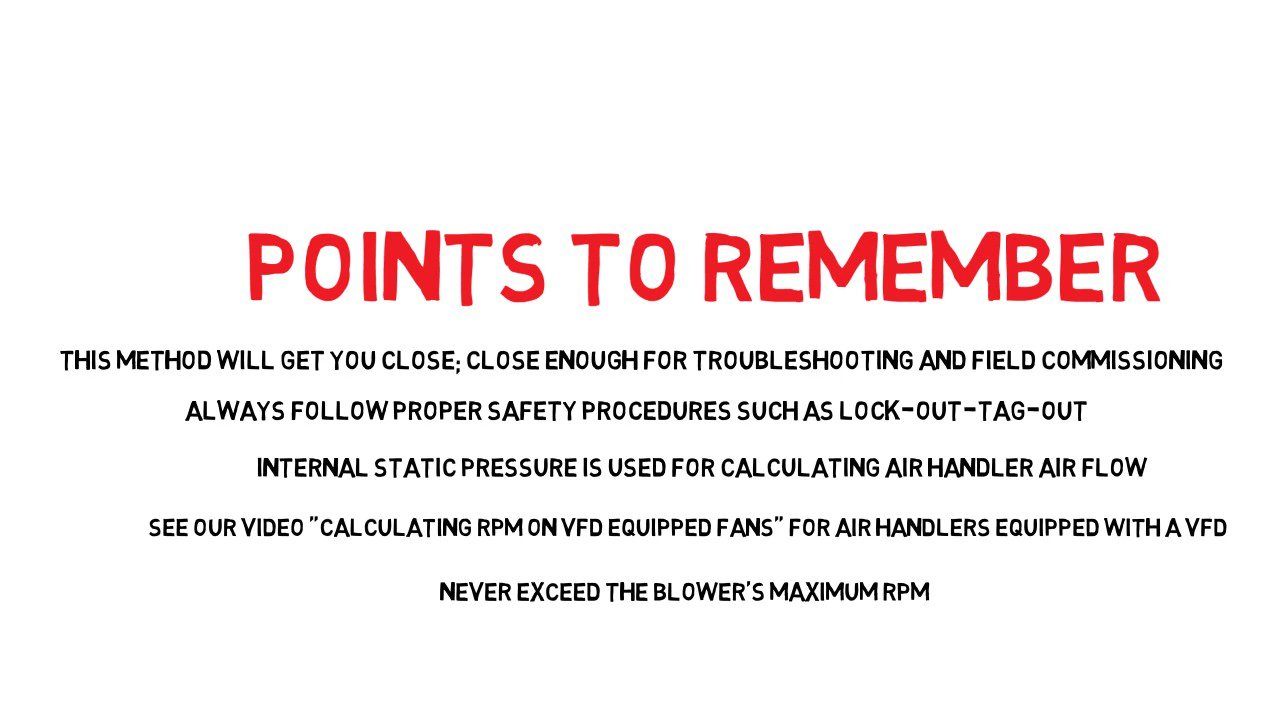 POINTS TO REMEMBER
THIS METHOD WILL GET YOU CLOSE; CLOSE ENOUGH FOR TROUBLESHOOTING AND FIELD COMMISSIONING
ALWAYS FOLLOW PROPER SAFETY PROCEDURES SUCH AS LOCK-OUT-TAG-OUT
INTERNAL STATIC PRESSURE IS USED FOR CALCULATING AIR HANDLER AIR FLOW
SEE OUR VIDEO "CALCULATING RPM ON VFD EQUIPPED FANS" FOR AIR HANDLERS EQUIPPED WITH A VFD
NEVER EXCEED THE BLOWER'S MAXIMUM RPM